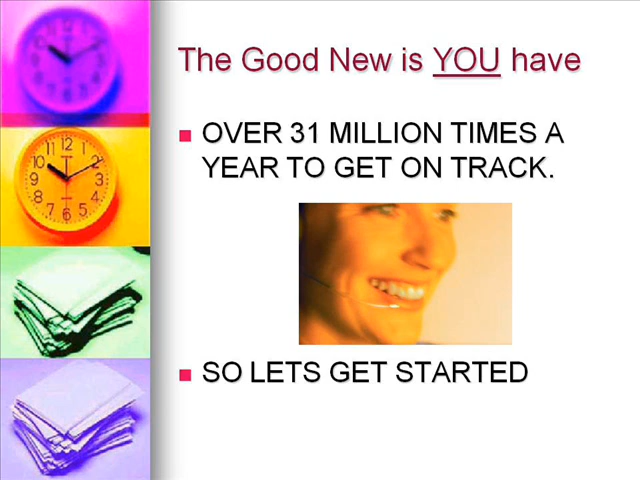 The Good New is YOU have
OVER 31 MILLION TIMES A
YEAR TO GET ON TRACK.
SO LETS GET STARTED